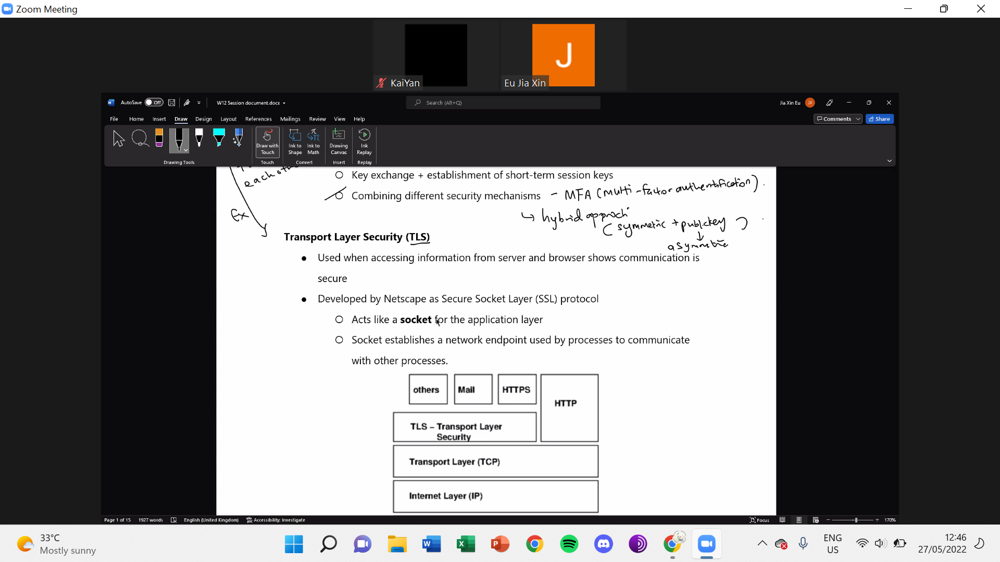 Zoom Meeting
J
KaiYan
Eu Jia Xin
AutoSave Off W12 Session document.docx Search (Alt+Q) Jia Xin Eu JX
File Home Insert Draw Design Layout References Mailings Review View Help Comments Share
Draw with Touch
Ink to Shape
Ink to Math
Drawing Canvas
Ink Replay
Drawing Tools Touch Convert Insert Replay
each
Key exchange + establishment of short-term session keys
Combining different security mechanisms - MFA (multi-factor authentification).
Ex
↳ hybrid approch
(symmetric + public key)
↓
asymmetric
Transport Layer Security (TLS)
● Used when accessing information from server and browser shows communication is
secure
● Developed by Netscape as Secure Socket Layer (SSL) protocol
○ Acts like a socket for the application layer
○ Socket establishes a network endpoint used by processes to communicate
with other processes.
others Mail HTTPS
HTTP
TLS – Transport Layer
Security
Transport Layer (TCP)
Internet Layer (IP)
Page 1 of 15 1927 words English (United Kingdom) Accessibility: Investigate Focus 170%
33°C
Mostly sunny
ENG
US
12:46
27/05/2022